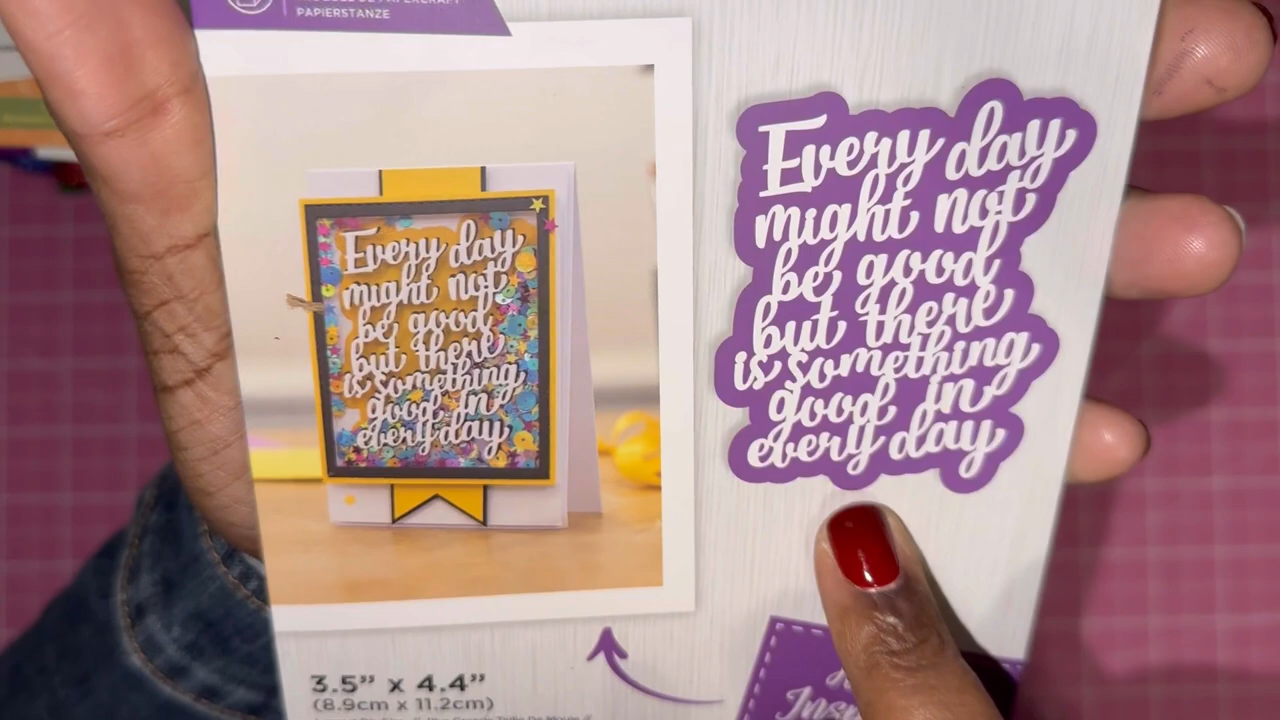 PAPIERSTANZE
Every day
might not
be good
but there
is something
good in
every day
Every day
might not
be good
but there
is something
good in
every day
3.5” x 4.4”
(8.9cm x 11.2cm)